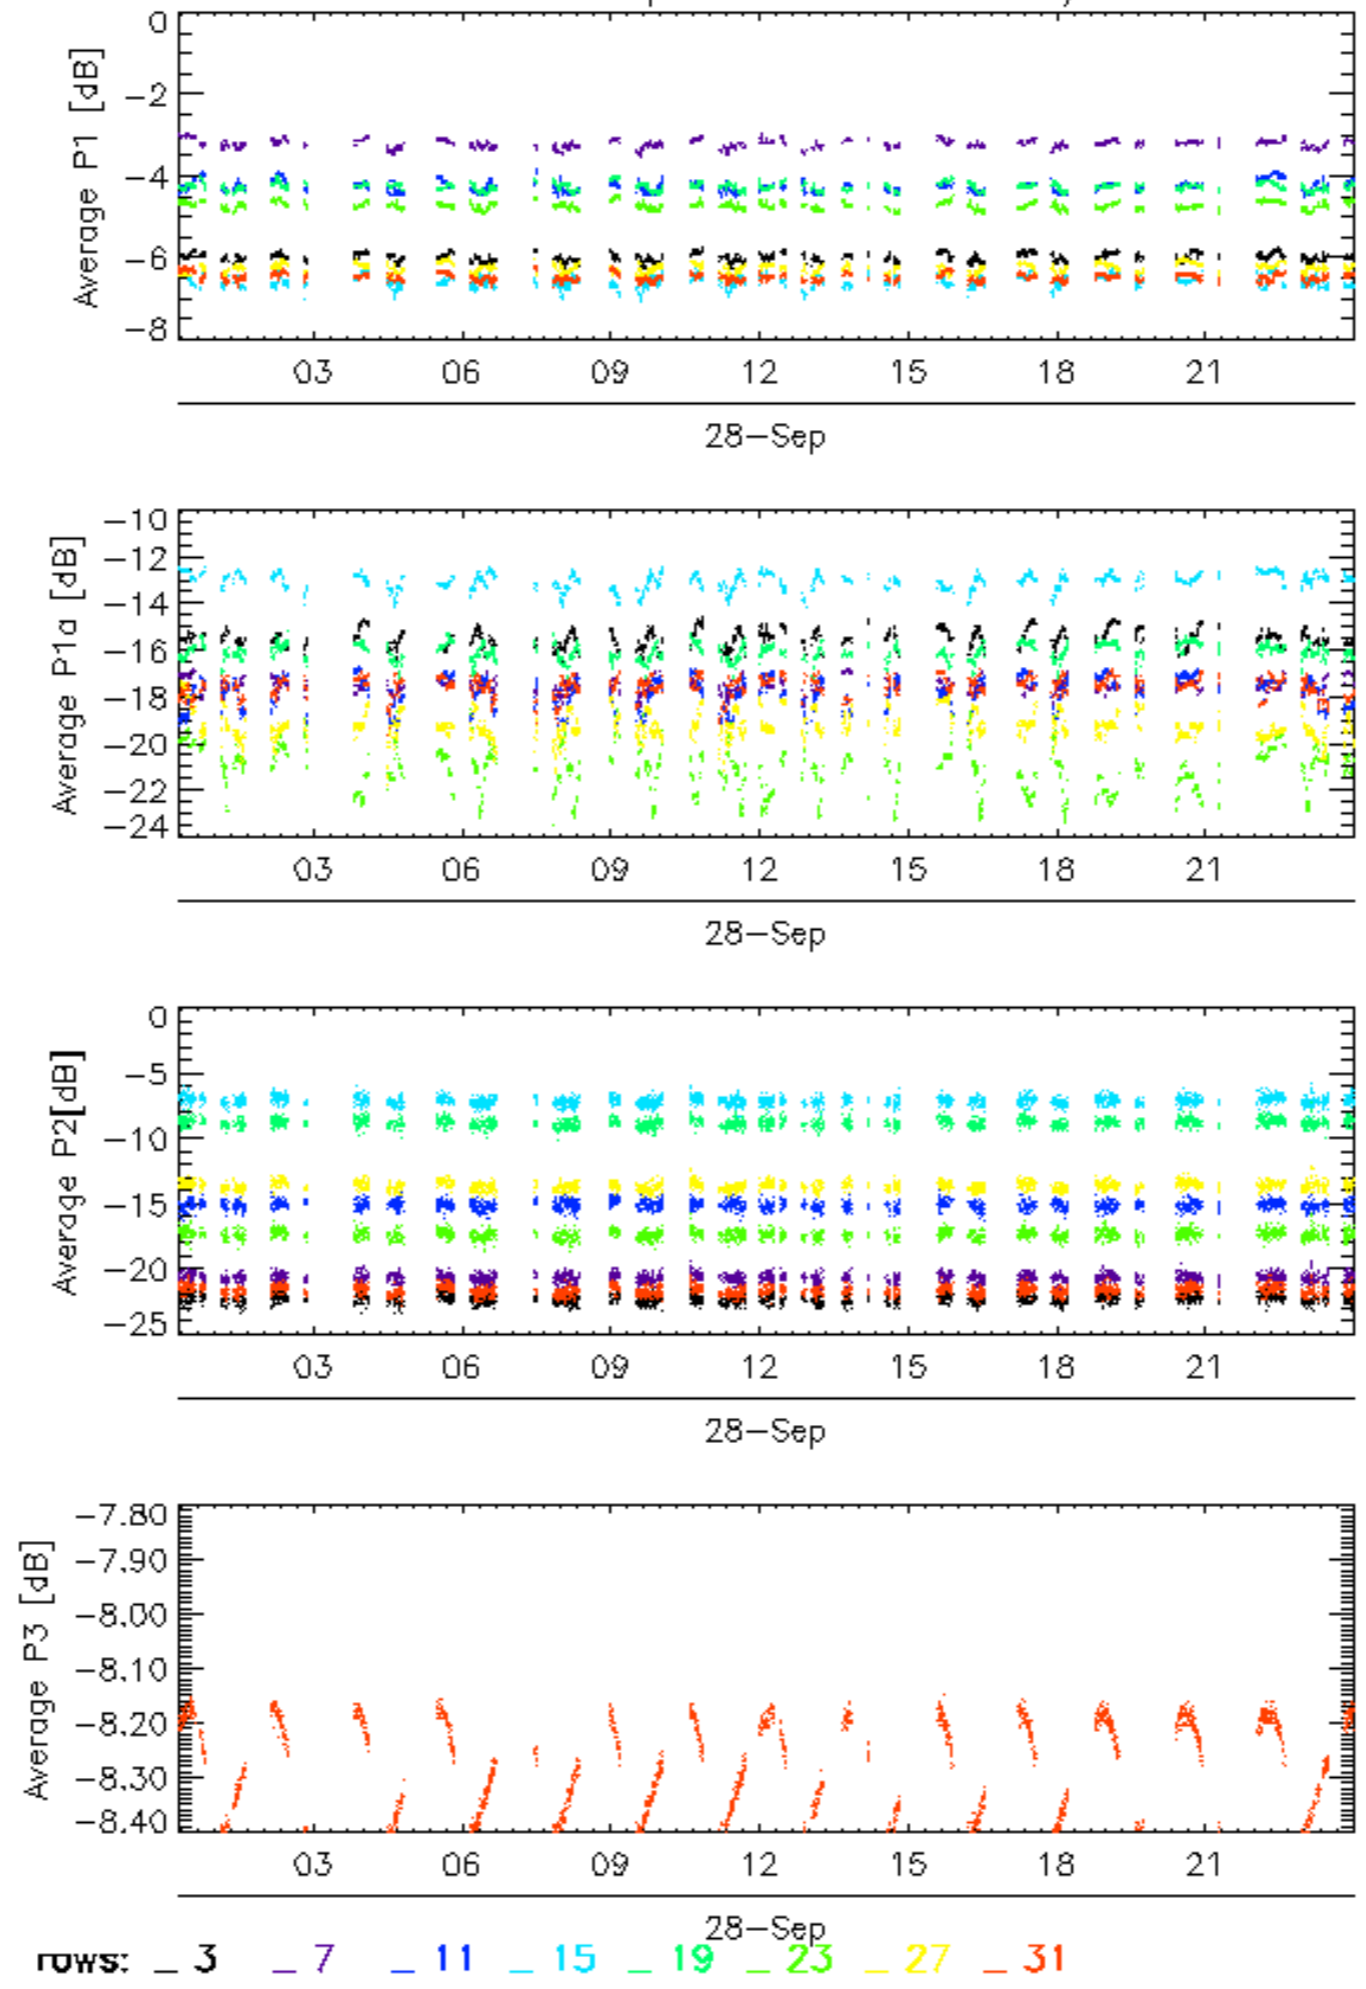 0
-2
-4
-6
-8
Average P1 [dB]
03 06 09 12 15 18 21
28-Sep
-10
-12
-14
-16
-18
-20
-22
-24
Average P1a [dB]
03 06 09 12 15 18 21
28-Sep
0
-5
-10
-15
-20
-25
Average P2[dB]
03 06 09 12 15 18 21
28-Sep
-7.80
-7.90
-8.00
-8.10
-8.20
-8.30
-8.40
Average P3 [dB]
03 06 09 12 15 18 21
28-Sep
rows: _ 3 _ 7 _ 11 _ 15 _ 19 _ 23 _ 27 _ 31